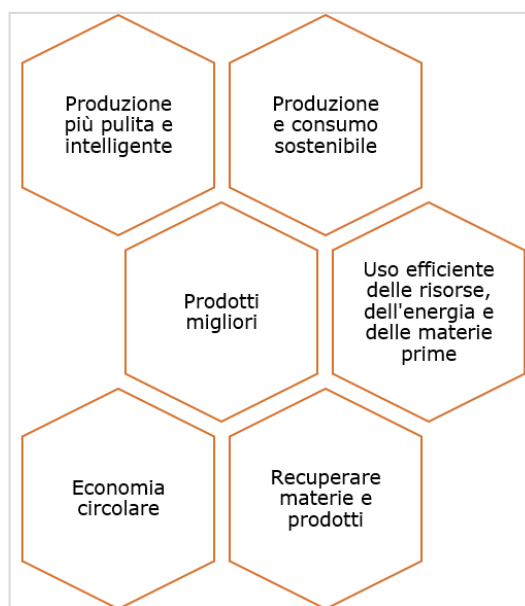 Produzione
più pulita e
intelligente
Produzione
e consumo
sostenibile
Prodotti
migliori
Uso efficiente
delle risorse,
dell'energia e
delle materie
prime
Economia
circolare
Recuperare
materie e
prodotti